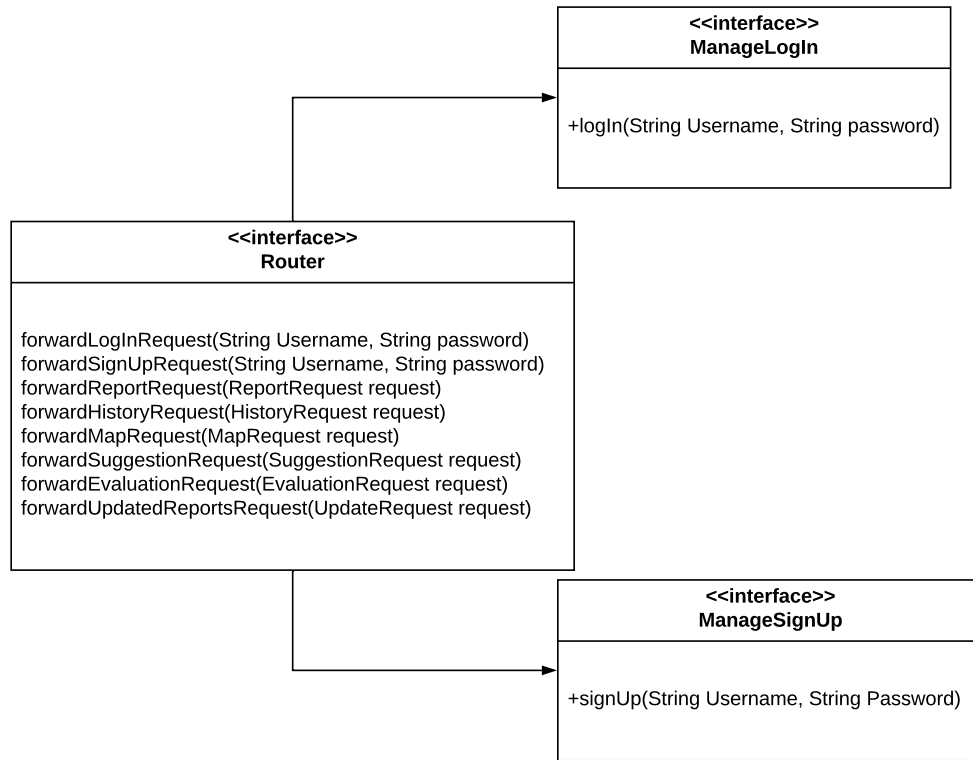 <<interface>>
ManageLogIn
+logIn(String Username, String password)
<<interface>>
Router
forwardLogInRequest(String Username, String password)
forwardSignUpRequest(String Username, String password)
forwardReportRequest(ReportRequest request)
forwardHistoryRequest(HistoryRequest request)
forwardMapRequest(MapRequest request)
forwardSuggestionRequest(SuggestionRequest request)
forwardEvaluationRequest(EvaluationRequest request)
forwardUpdatedReportsRequest(UpdateRequest request)
<<interface>>
ManageSignUp
+signUp(String Username, String Password)